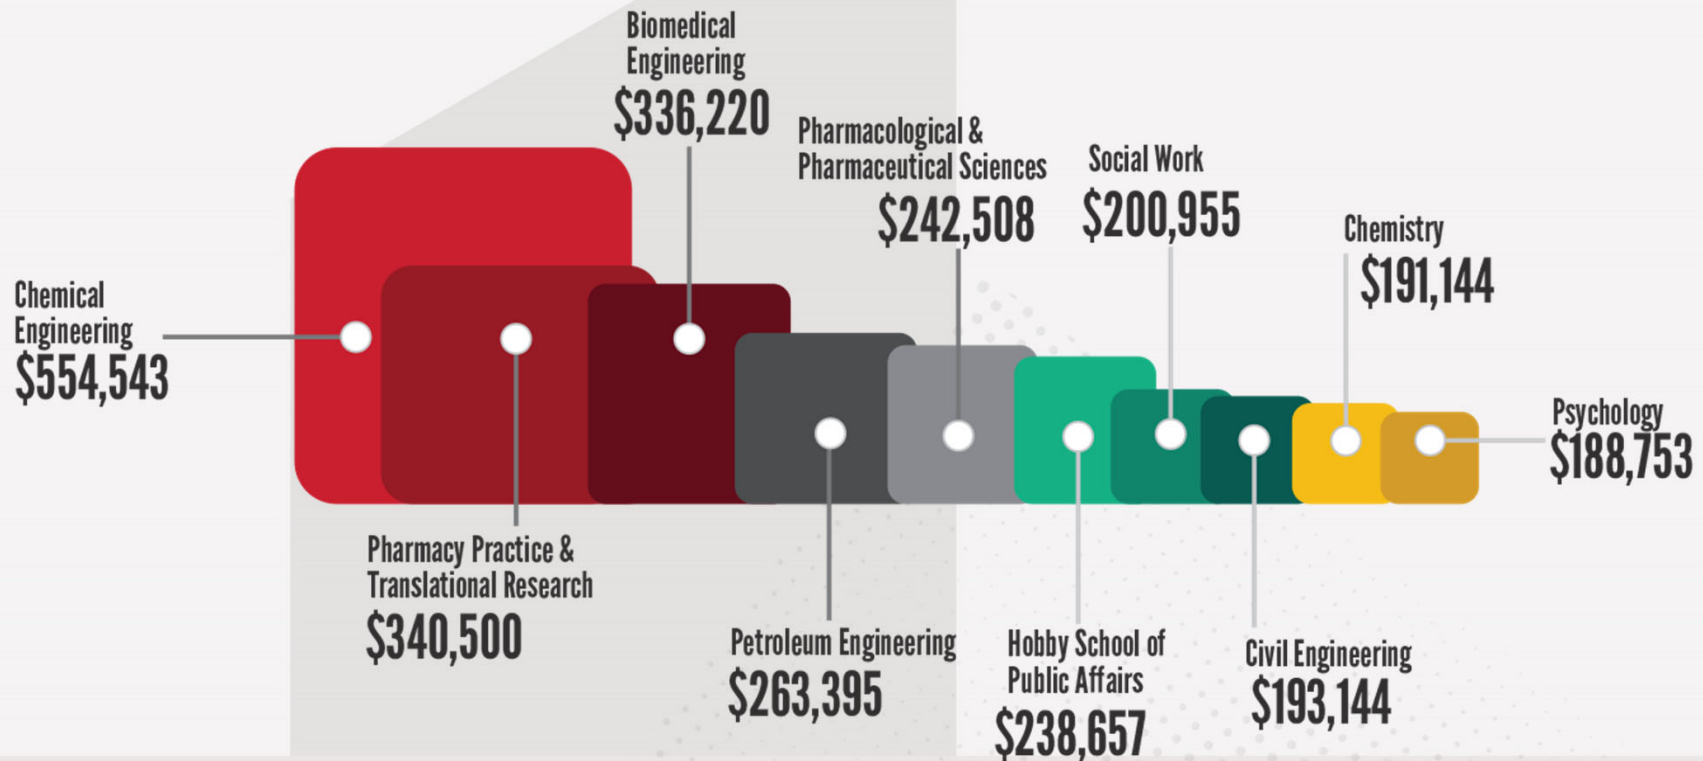 Chemical
Engineering
$554,543
Pharmacy Practice &
Translational Research
$340,500
Biomedical
Engineering
$336,220
Petroleum Engineering
$263,395
Pharmacological &
Pharmaceutical Sciences
$242,508
Hobby School of
Public Affairs
$238,657
Social Work
$200,955
Civil Engineering
$193,144
Chemistry
$191,144
Psychology
$188,753